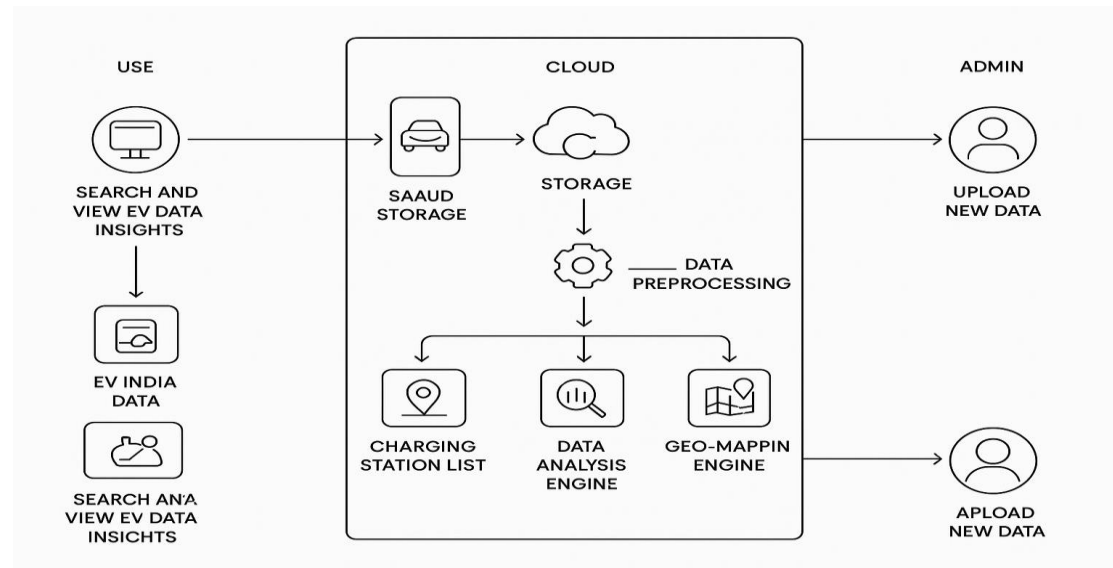 USE
CLOUD
ADMIN
SEARCH AND
VIEW EV DATA
INSIGHTS
SAAUD
STORAGE
STORAGE
UPLOAD
NEW DATA
DATA
PREPROCESSING
EV INDIA
DATA
CHARGING
STATION LIST
DATA
ANALYSIS
ENGINE
GEO-MAPPIN
ENGINE
SEARCH ANA
VIEW EV DATA
INSICHTS
APLOAD
NEW DATA